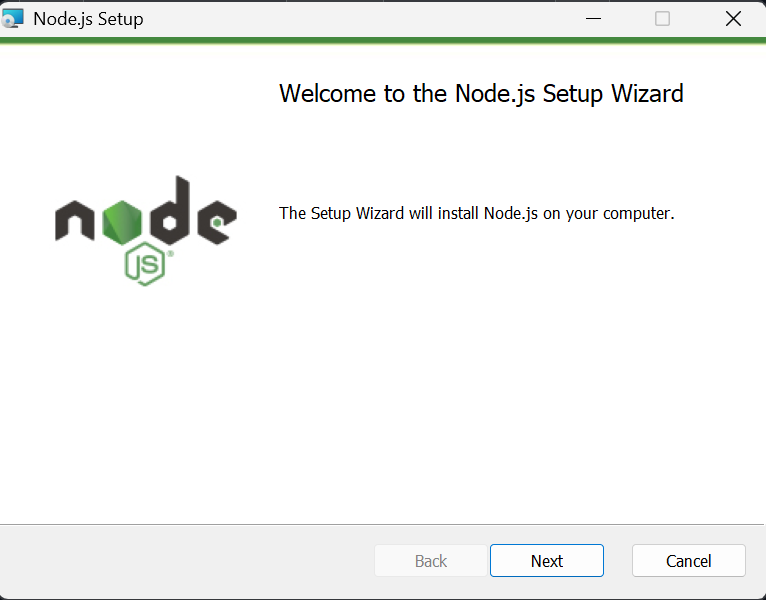 Node.js Setup
Welcome to the Node.js Setup Wizard
node
JS®
The Setup Wizard will install Node.js on your computer.
Back
Next
Cancel